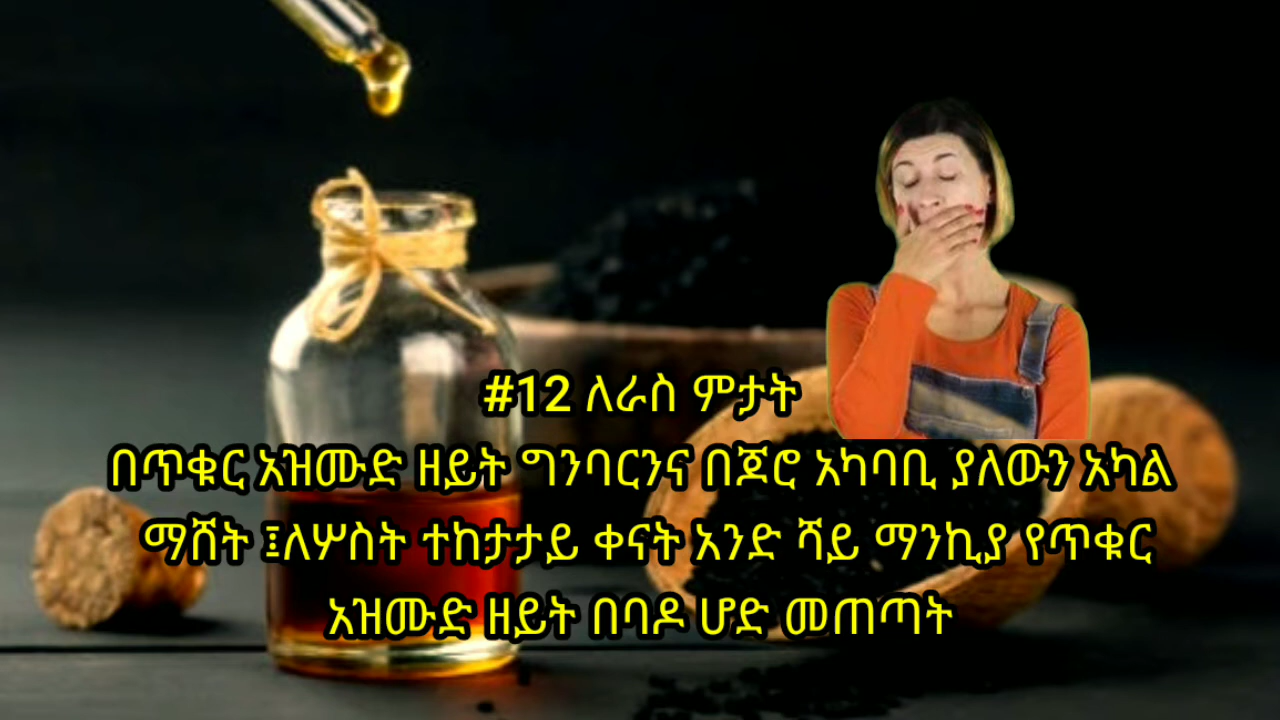 #12 ለራስ ምታት
በጥቁር አዝሙድ ዘይት ግንባርንና በጆሮ አካባቢ ያለውን አካል
ማሸት ፤ለሦስት ተከታታይ ቀናት አንድ ሻይ ማንኪያ የጥቁር
አዝሙድ ዘይት በባዶ ሆድ መጠጣት